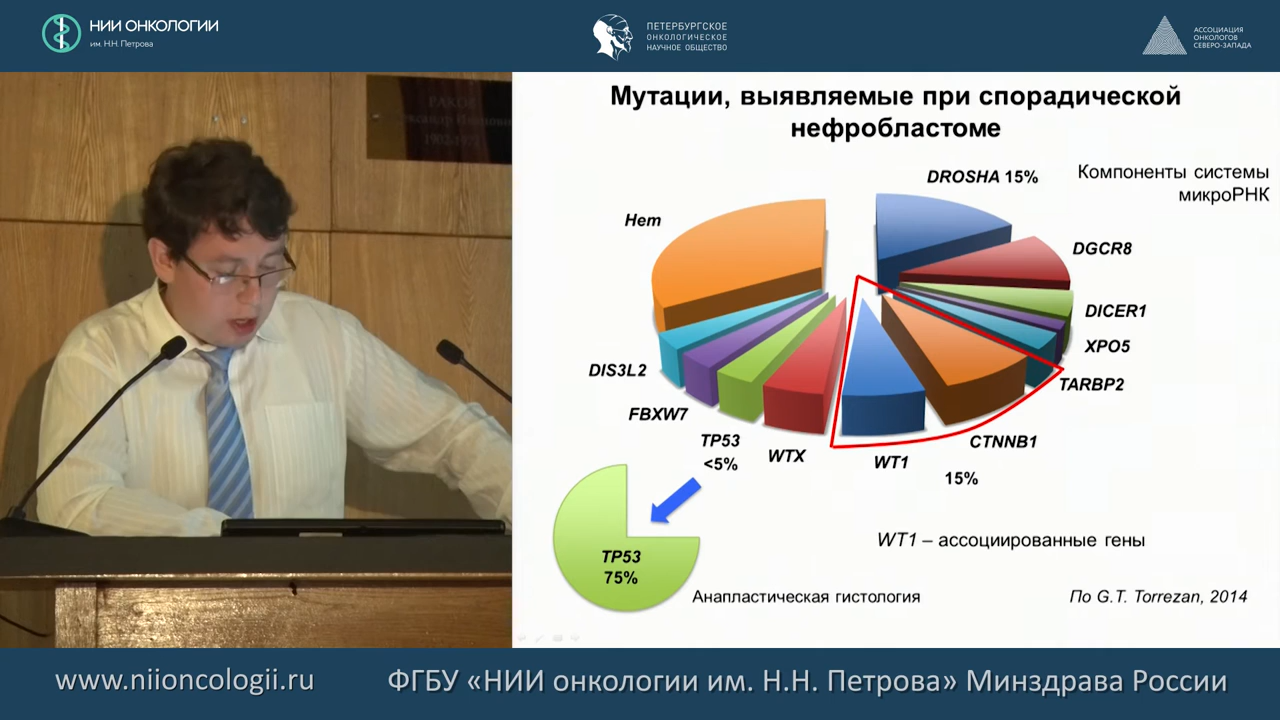 НИИ ОНКОЛОГИИ
им. Н.Н. Петрова
ПЕТЕРБУРГСКОЕ
ОНКОЛОГИЧЕСКОЕ
НАУЧНОЕ ОБЩЕСТВО
АССОЦИАЦИЯ
ОНКОЛОГОВ
СЕВЕРО-ЗАПАДА
Мутации, выявляемые при спорадической
нефробластоме
DROSHA 15%
Компоненты системы
микроРНК
Нет
DGCR8
DICER1
XPO5
TARBP2
DIS3L2
FBXW7
TP53
<5%
WTX
WT1
CTNNB1
15%
TP53
75%
WT1 – ассоциированные гены
Анапластическая гистология
По G.T. Torrezan, 2014
www.niioncologii.ru
ФГБУ «НИИ онкологии им. Н.Н. Петрова» Минздрава России